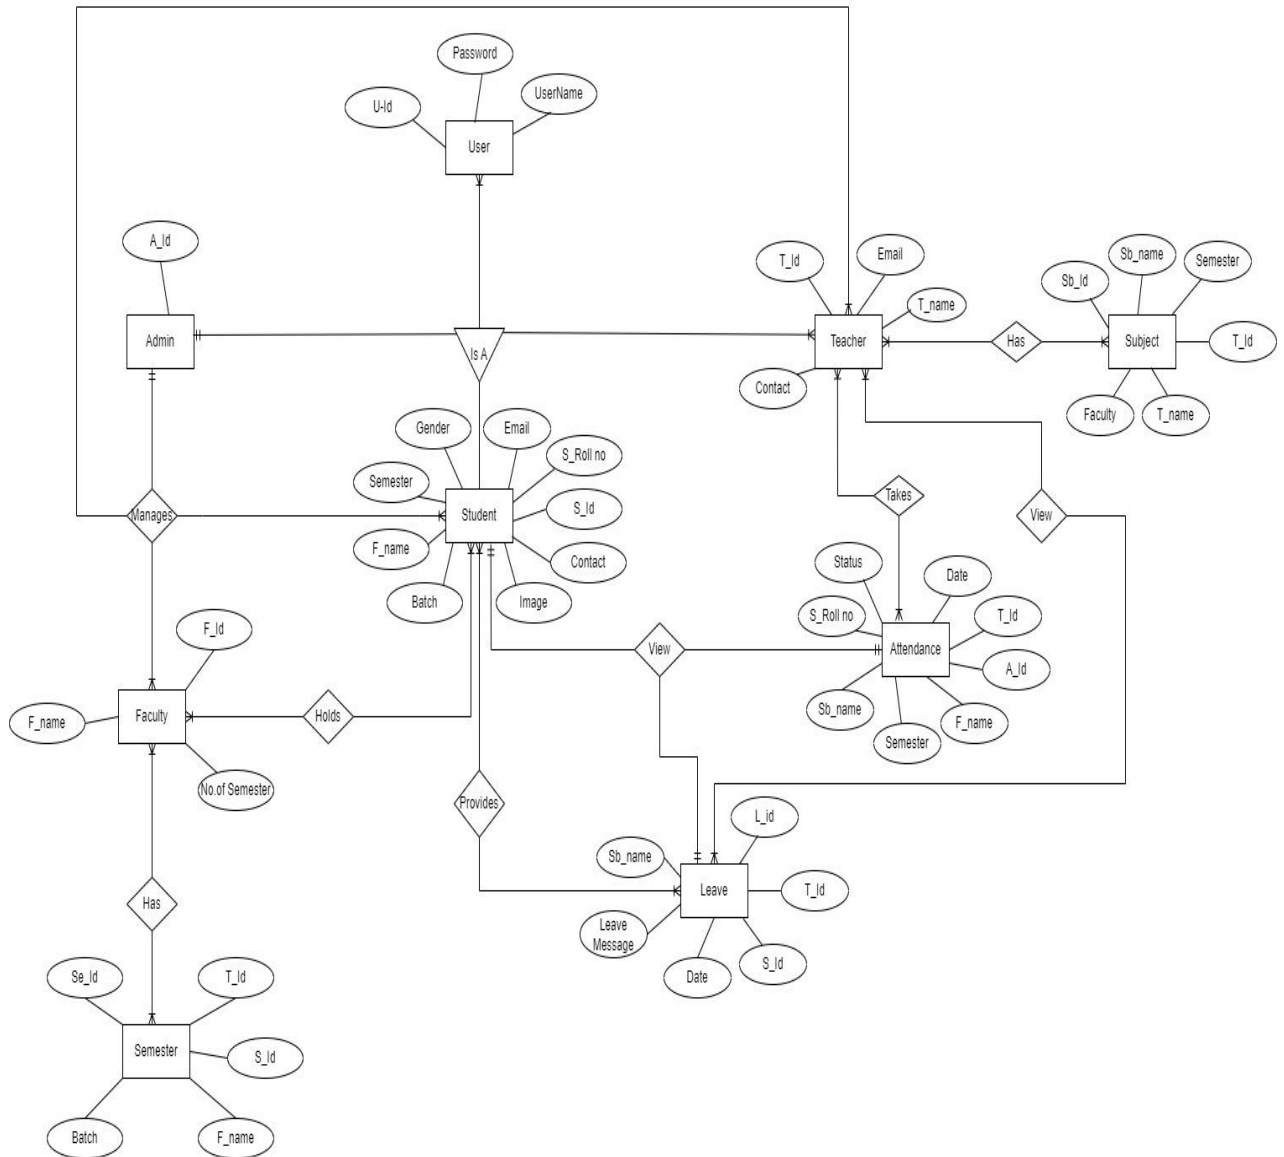 Password
U-Id
UserName
User
A_Id
T_Id
Email
Sb_name
Semester
Sb_Id
T_name
Admin
Is A
Teacher
Has
Subject
T_Id
Contact
Faculty
T_name
Gender
Email
S_Roll no
Semester
S_Id
Takes
Manages
Student
View
F_name
Contact
Status
Date
Batch
Image
S_Roll no
T_Id
F_Id
View
Attendance
A_Id
Sb_name
F_name
F_name
Faculty
Holds
Semester
No.of Semester
Provides
L_id
Sb_name
Leave
T_Id
Has
Leave
Message
Date
S_Id
Se_Id
T_Id
Semester
S_Id
Batch
F_name